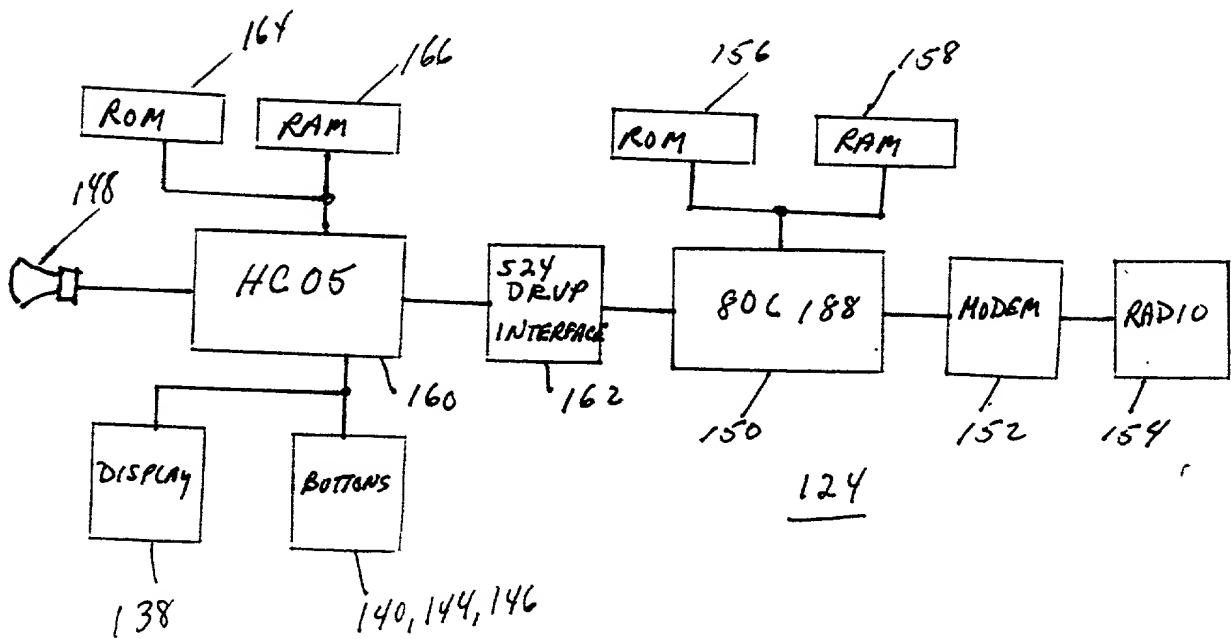 164
166
156
158
ROM
RAM
ROM
RAM
148
HC05
524
DRVP
INTERFACE
80C188
MODEM
RADIO
160
162
150
152
154
DISPLAY
BOTTONS
124
138
140, 144, 146